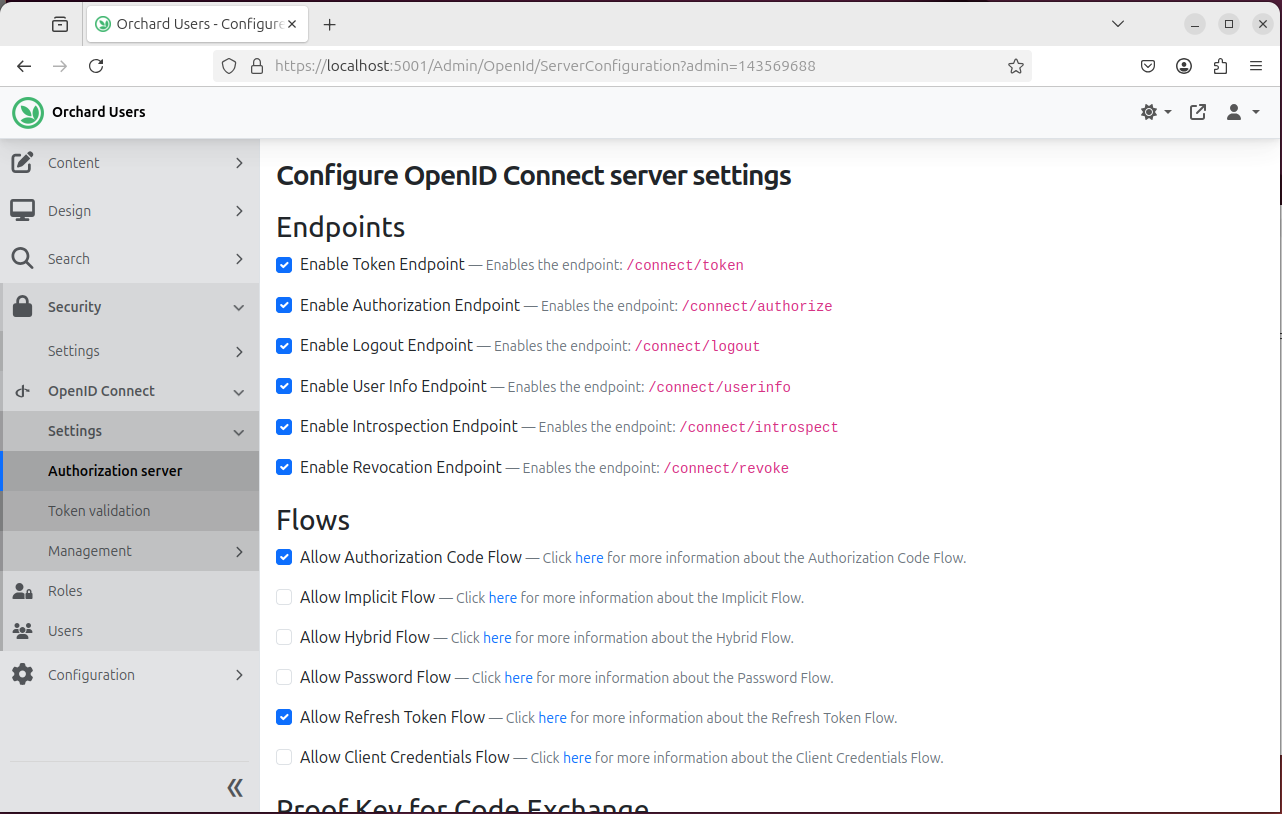 Orchard Users - Configure
https://localhost:5001/Admin/OpenId/ServerConfiguration?admin=143569688
Orchard Users
Content
Design
Search
Security
Settings
OpenID Connect
Settings
Authorization server
Token validation
Management
Roles
Users
Configuration
Configure OpenID Connect server settings
Endpoints
Enable Token Endpoint — Enables the endpoint: /connect/token
Enable Authorization Endpoint — Enables the endpoint: /connect/authorize
Enable Logout Endpoint — Enables the endpoint: /connect/logout
Enable User Info Endpoint — Enables the endpoint: /connect/userinfo
Enable Introspection Endpoint — Enables the endpoint: /connect/introspect
Enable Revocation Endpoint — Enables the endpoint: /connect/revoke
Flows
Allow Authorization Code Flow — Click here for more information about the Authorization Code Flow.
Allow Implicit Flow — Click here for more information about the Implicit Flow.
Allow Hybrid Flow — Click here for more information about the Hybrid Flow.
Allow Password Flow — Click here for more information about the Password Flow.
Allow Refresh Token Flow — Click here for more information about the Refresh Token Flow.
Allow Client Credentials Flow — Click here for more information about the Client Credentials Flow.
Proof Key for Code Exchange